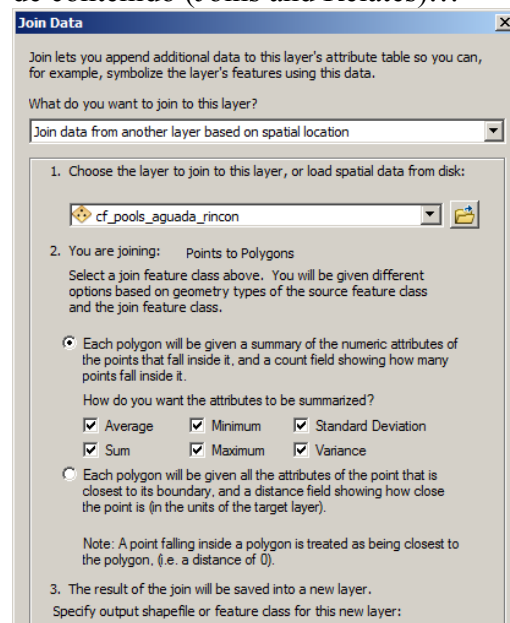 de contenido (Joins and Relates)…
Join Data
Join lets you append additional data to this layer's attribute table so you can,
for example, symbolize the layer's features using this data.
What do you want to join to this layer?
Join data from another layer based on spatial location
1. Choose the layer to join to this layer, or load spatial data from disk:
cf_pools_aguada_rincon
2. You are joining: Points to Polygons
Select a join feature class above. You will be given different
options based on geometry types of the source feature class
and the join feature class.
Each polygon will be given a summary of the numeric attributes of
the points that fall inside it, and a count field showing how many
points fall inside it.
How do you want the attributes to be summarized?
Average Minimum Standard Deviation
Sum Maximum Variance
Each polygon will be given all the attributes of the point that is
closest to its boundary, and a distance field showing how close
the point is (in the units of the target layer).
Note: A point falling inside a polygon is treated as being closest to
the polygon, (i.e. a distance of 0).
3. The result of the join will be saved into a new layer.
Specify output shapefile or feature class for this new layer: